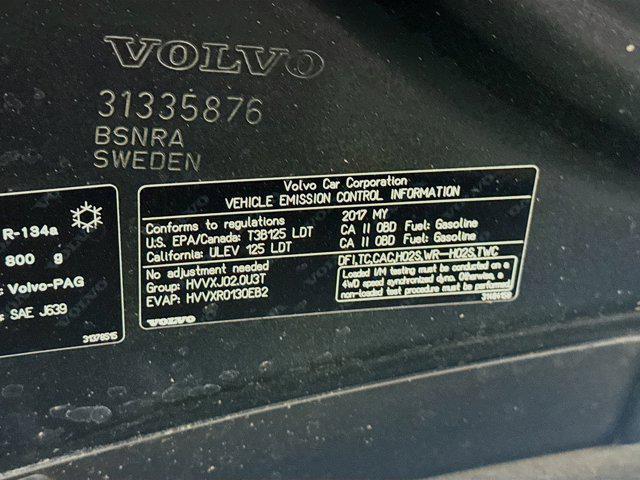 VOLVO
31335876
BSNRA
SWEDEN
R-134a
800 g
Volvo-PAG
SAE J639
31378515
Volvo Car Corporation
VEHICLE EMISSION CONTROL INFORMATION
Conforms to regulations 2017 MY
U.S. EPA/Canada: T3B125 LDT CA II OBD Fuel: Gasoline
California: ULEV 125 LDT CA II OBD Fuel: Gasoline
No adjustment needed
Group: HVVXJ02.0U3T
EVAP: HVVXR0130EB2
VOLVO
DFI,TC,CAC,HO2S,WR-HO2S,TWC
Loaded I/M testing must be conducted on a
4WD speed synchronized dyno. Otherwise a
non-loaded test procedure must be performed.